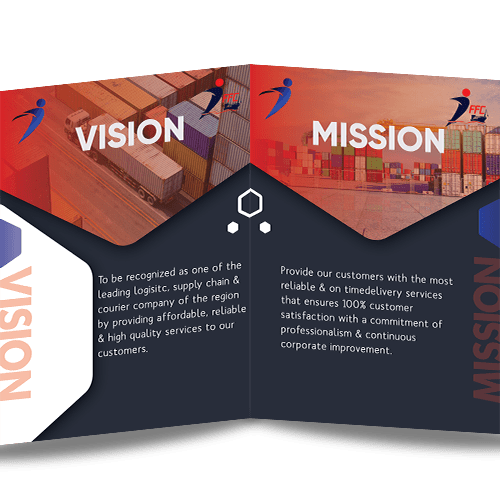 VISION
FFC
To be recognized as one of the
leading logisitc, supply chain &
courier company of the region
by providing affordable, reliable
& high quality services to our
customers.
VISION
MISSION
FFC
Provide our customers with the most
reliable & on timedelivery services
that ensures 100% customer
satisfaction with a commitment of
professionalism & continuous
corporate improvement.
MISSION